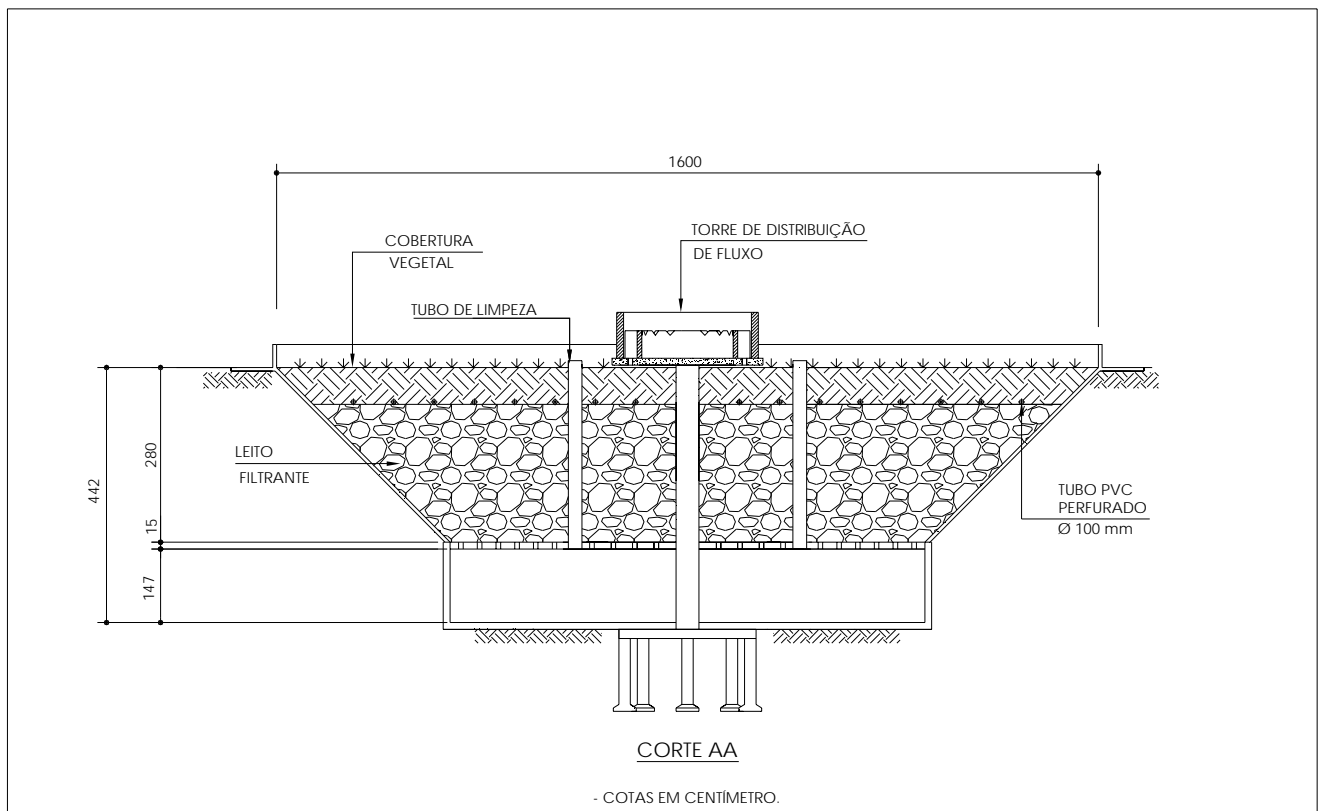 1600
TORRE DE DISTRIBUIÇÃO
DE FLUXO
COBERTURA
VEGETAL
TUBO DE LIMPEZA
LEITO
FILTRANTE
280
442
15
147
TUBO PVC
PERFURADO
Ø 100 mm
CORTE AA
- COTAS EM CENTÍMETRO.